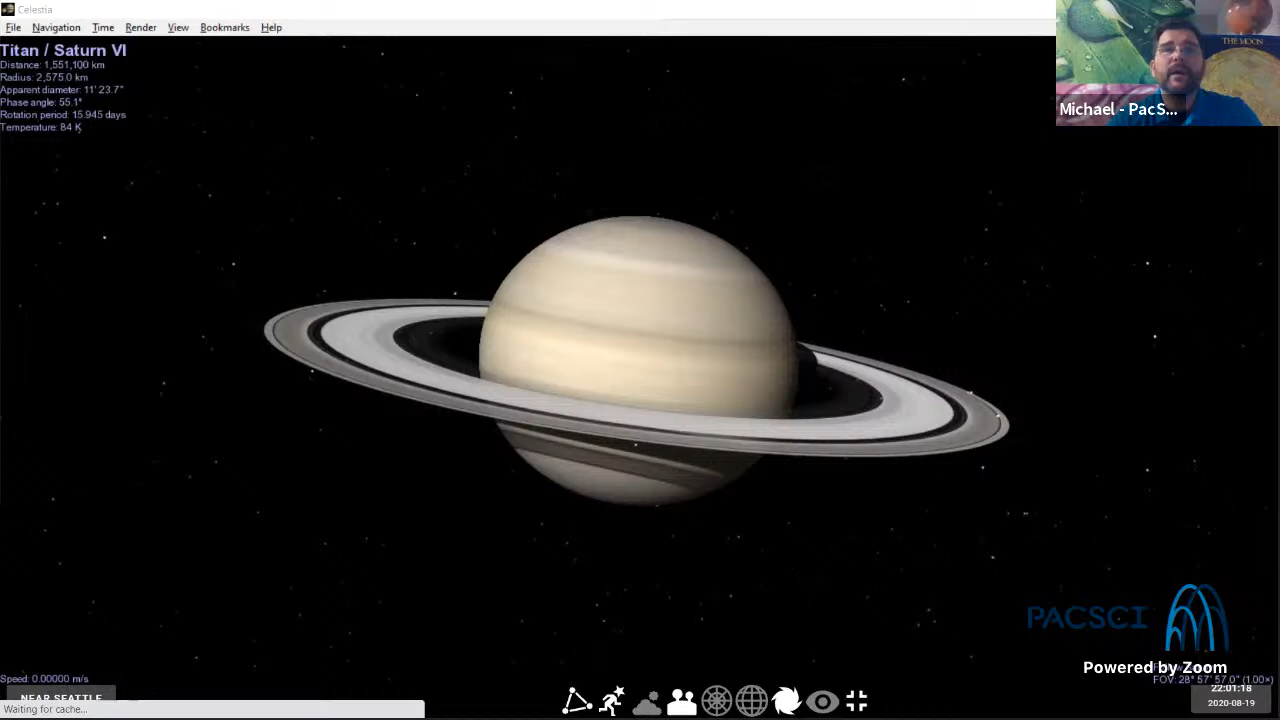 Celestia
File Navigation Time Render View Bookmarks Help
Titan / Saturn VI
Distance: 1,551,100 km
Radius: 2,575.0 km
Apparent diameter: 11' 23.7"
Phase angle: 55.1°
Rotation period: 15.945 days
Temperature: 84 K
THE MOON
Michael - PacS...
PACSCI
Powered by Zoom
Speed: 0.00000 m/s
FOV: 28° 57' 57.0" (1.00×)
NEAR SEATTLE
22:01:18
Waiting for cache...
2020-08-19